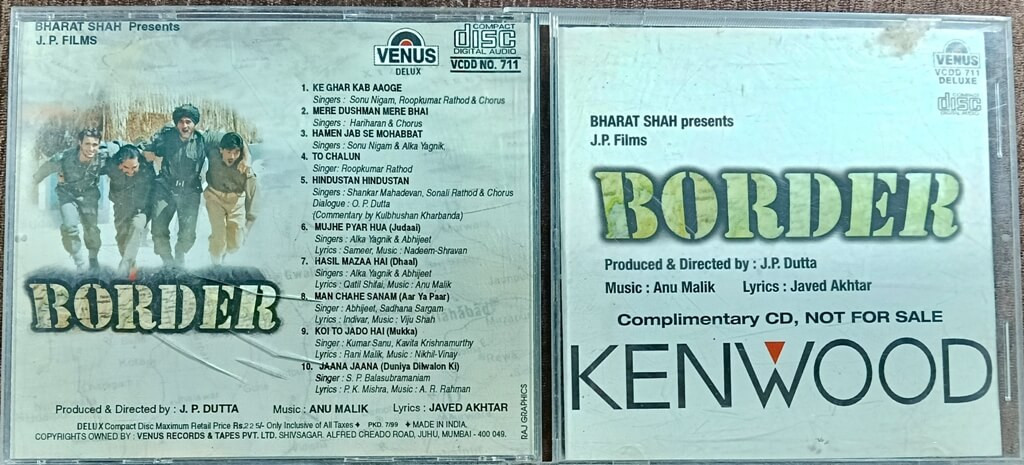 BHARAT SHAH Presents
J. P. FILMS
VENUS
DELUX
COMPACT
disc
DIGITAL AUDIO
VCDD NO. 711
1. KE GHAR KAB AAOGE
Singers : Sonu Nigam, Roopkumar Rathod & Chorus
2. MERE DUSHMAN MERE BHAI
Singers : Hariharan & Chorus
3. HAMEN JAB SE MOHABBAT
Singers : Sonu Nigam & Alka Yagnik
4. TO CHALUN
Singer: Roopkumar Rathod
5. HINDUSTAN HINDUSTAN
Singers : Shankar Mahadevan, Sonali Rathod & Chorus
Dialogue : O. P. Dutta
(Commentary by Kulbhushan Kharbanda)
6. MUJHE PYAR HUA (Judaai)
Singers : Alka Yagnik & Abhijeet
Lyrics : Sameer, Music : Nadeem-Shravan
7. HASIL MAZAA HAI (Dhaal)
Singers : Alka Yagnik & Abhijeet
Lyrics : Qatil Shifai, Music : Anu Malik
8. MAN CHAHE SANAM (Aar Ya Paar)
Singer : Abhijeet, Sadhana Sargam
Lyrics : Indivar, Music : Viju Shah
9. KOI TO JADO HAI (Mukka)
Singer : Kumar Sanu, Kavita Krishnamurthy
Lyrics : Rani Malik, Music : Nikhil-Vinay
10. JAANA JAANA (Duniya Dilwalon Ki)
Singer : S. P. Balasubramaniam
Lyrics : P. K. Mishra, Music : A. R. Rahman
BORDER
Produced & Directed by : J. P. DUTTA Music : ANU MALIK Lyrics : JAVED AKHTAR
DELUX Compact Disc Maximum Retail Price Rs.225/- Only Inclusive of All Taxes ✦ PKD. 7/99 ✦ MADE IN INDIA.
COPYRIGHTS OWNED BY : VENUS RECORDS & TAPES PVT. LTD. SHIVSAGAR. ALFRED CREADO ROAD, JUHU, MUMBAI - 400 049.
RAJ GRAPHICS
VENUS
VCDD 711
DELUXE
COMPACT
disc
DIGITAL AUDIO
BHARAT SHAH presents
J.P. Films
BORDER
Produced & Directed by : J.P. Dutta
Music : Anu Malik Lyrics : Javed Akhtar
Complimentary CD, NOT FOR SALE
KENWOOD